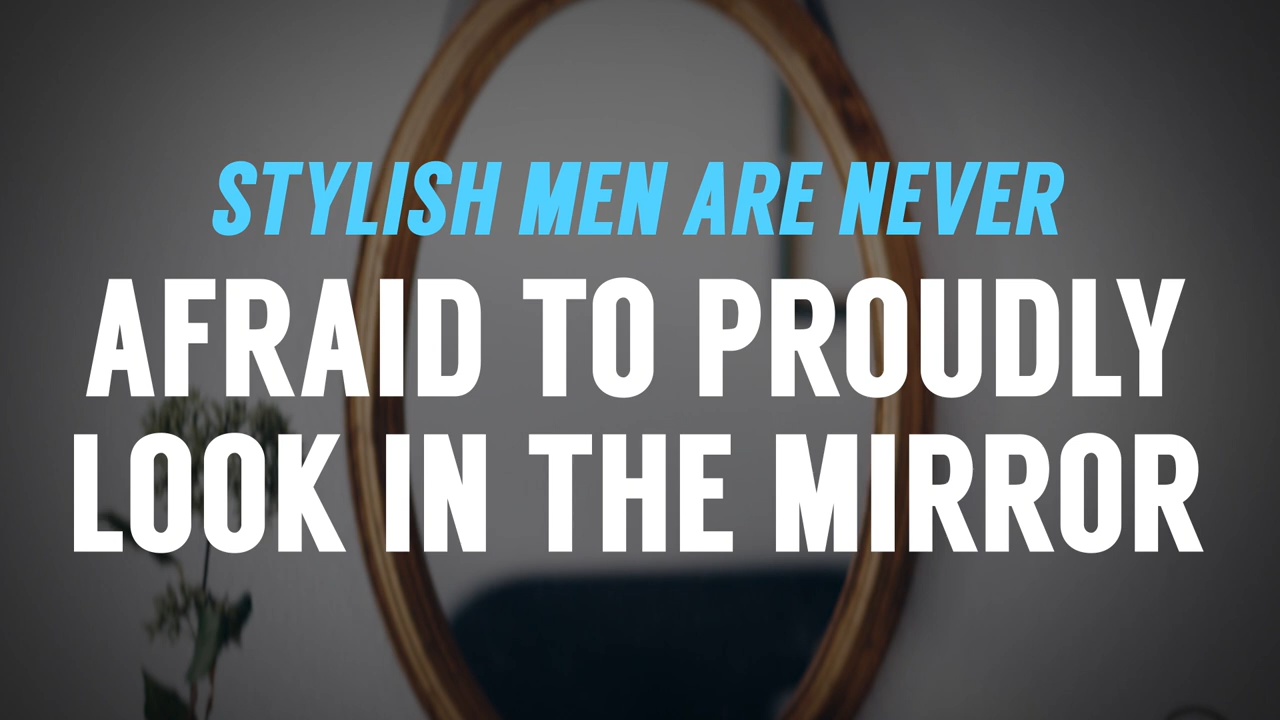 STYLISH MEN ARE NEVER
AFRAID TO PROUDLY
LOOK IN THE MIRROR